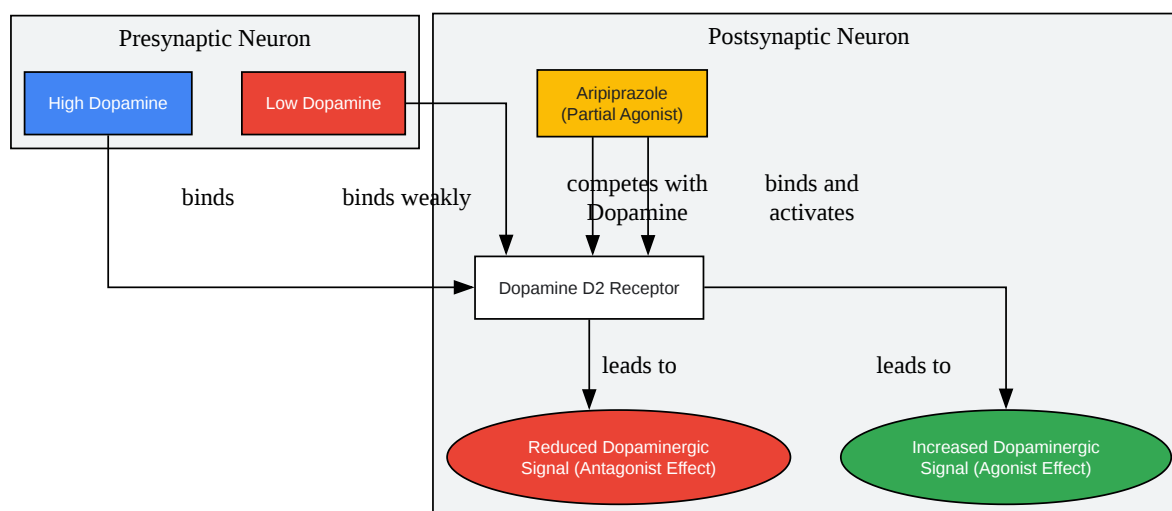 Presynaptic Neuron
Postsynaptic Neuron
High Dopamine
Low Dopamine
Aripiprazole
(Partial Agonist)
binds
binds weakly
competes with
Dopamine
binds and
activates
Dopamine D2 Receptor
leads to
leads to
Reduced Dopaminergic
Signal (Antagonist Effect)
Increased Dopaminergic
Signal (Agonist Effect)